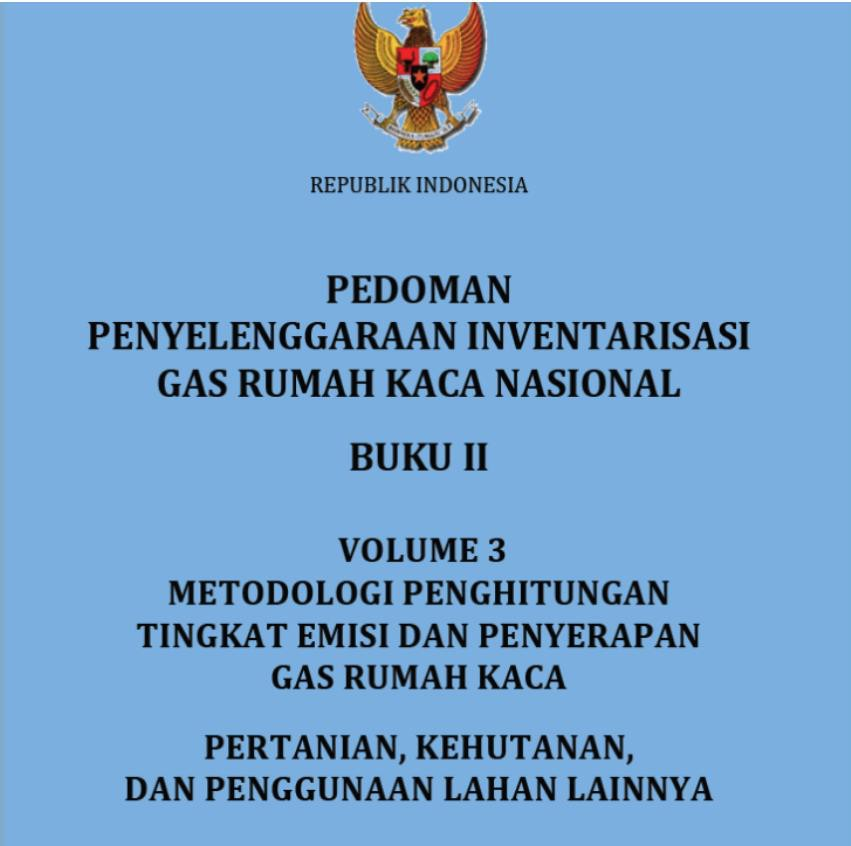 REPUBLIK INDONESIA
PEDOMAN
PENYELENGGARAAN INVENTARISASI
GAS RUMAH KACA NASIONAL
BUKU II
VOLUME 3
METODOLOGI PENGHITUNGAN
TINGKAT EMISI DAN PENYERAPAN
GAS RUMAH KACA
PERTANIAN, KEHUTANAN,
DAN PENGGUNAAN LAHAN LAINNYA